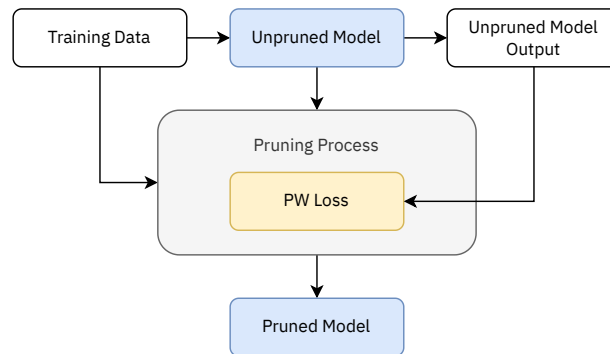 Training Data
Unpruned Model
Unpruned Model
Output
Pruning Process
PW Loss
Pruned Model